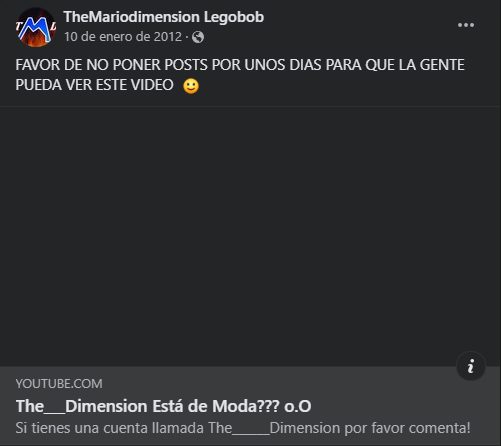 TheMariodimension Legobob
T M L
10 de enero de 2012 ·
FAVOR DE NO PONER POSTS POR UNOS DIAS PARA QUE LA GENTE
PUEDA VER ESTE VIDEO 🙂
i
YOUTUBE.COM
The___Dimension Está de Moda??? o.O
Si tienes una cuenta llamada The______Dimension por favor comenta!